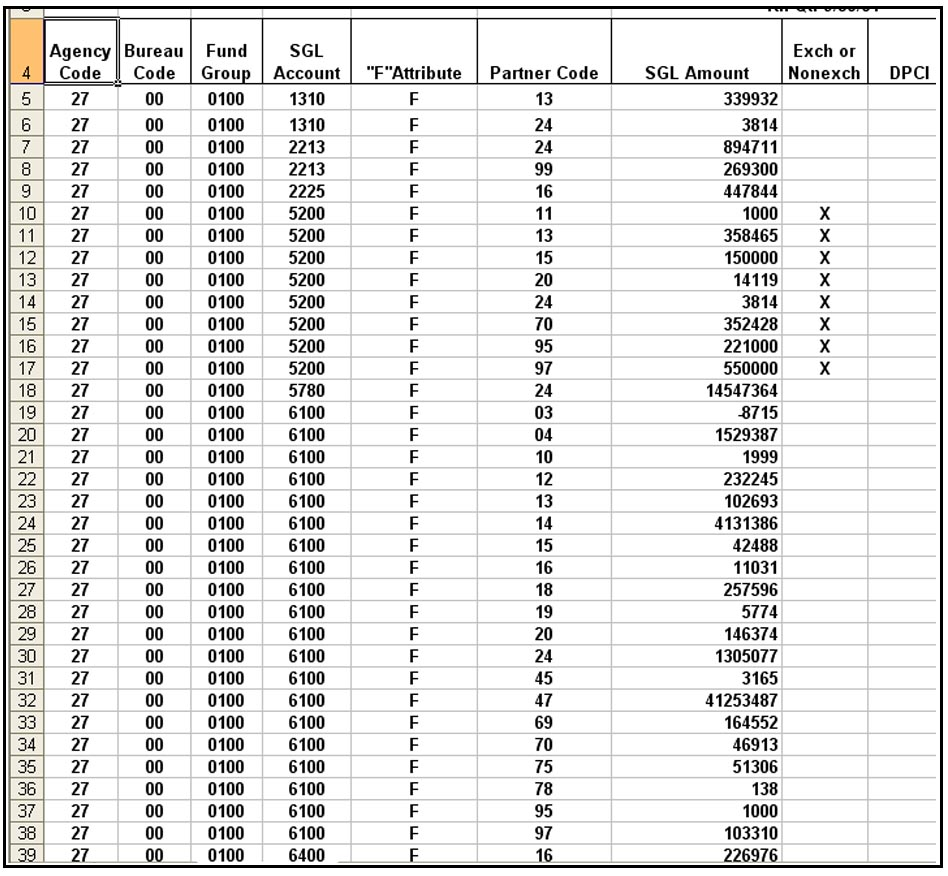 Agency Code Bureau Code Fund Group SGL Account "F"Attribute Partner Code SGL Amount Exch or Nonexch DPCI
4
5 27 00 0100 1310 F 13 339932
6 27 00 0100 1310 F 24 3814
7 27 00 0100 2213 F 24 894711
8 27 00 0100 2213 F 99 269300
9 27 00 0100 2225 F 16 447844
10 27 00 0100 5200 F 11 1000 X
11 27 00 0100 5200 F 13 358465 X
12 27 00 0100 5200 F 15 150000 X
13 27 00 0100 5200 F 20 14119 X
14 27 00 0100 5200 F 24 3814 X
15 27 00 0100 5200 F 70 352428 X
16 27 00 0100 5200 F 95 221000 X
17 27 00 0100 5200 F 97 550000 X
18 27 00 0100 5780 F 24 14547364
19 27 00 0100 6100 F 03 -8715
20 27 00 0100 6100 F 04 1529387
21 27 00 0100 6100 F 10 1999
22 27 00 0100 6100 F 12 232245
23 27 00 0100 6100 F 13 102693
24 27 00 0100 6100 F 14 4131386
25 27 00 0100 6100 F 15 42488
26 27 00 0100 6100 F 16 11031
27 27 00 0100 6100 F 18 257596
28 27 00 0100 6100 F 19 5774
29 27 00 0100 6100 F 20 146374
30 27 00 0100 6100 F 24 1305077
31 27 00 0100 6100 F 45 3165
32 27 00 0100 6100 F 47 41253487
33 27 00 0100 6100 F 69 164552
34 27 00 0100 6100 F 70 46913
35 27 00 0100 6100 F 75 51306
36 27 00 0100 6100 F 78 138
37 27 00 0100 6100 F 95 1000
38 27 00 0100 6100 F 97 103310
39 27 00 0100 6400 F 16 226976